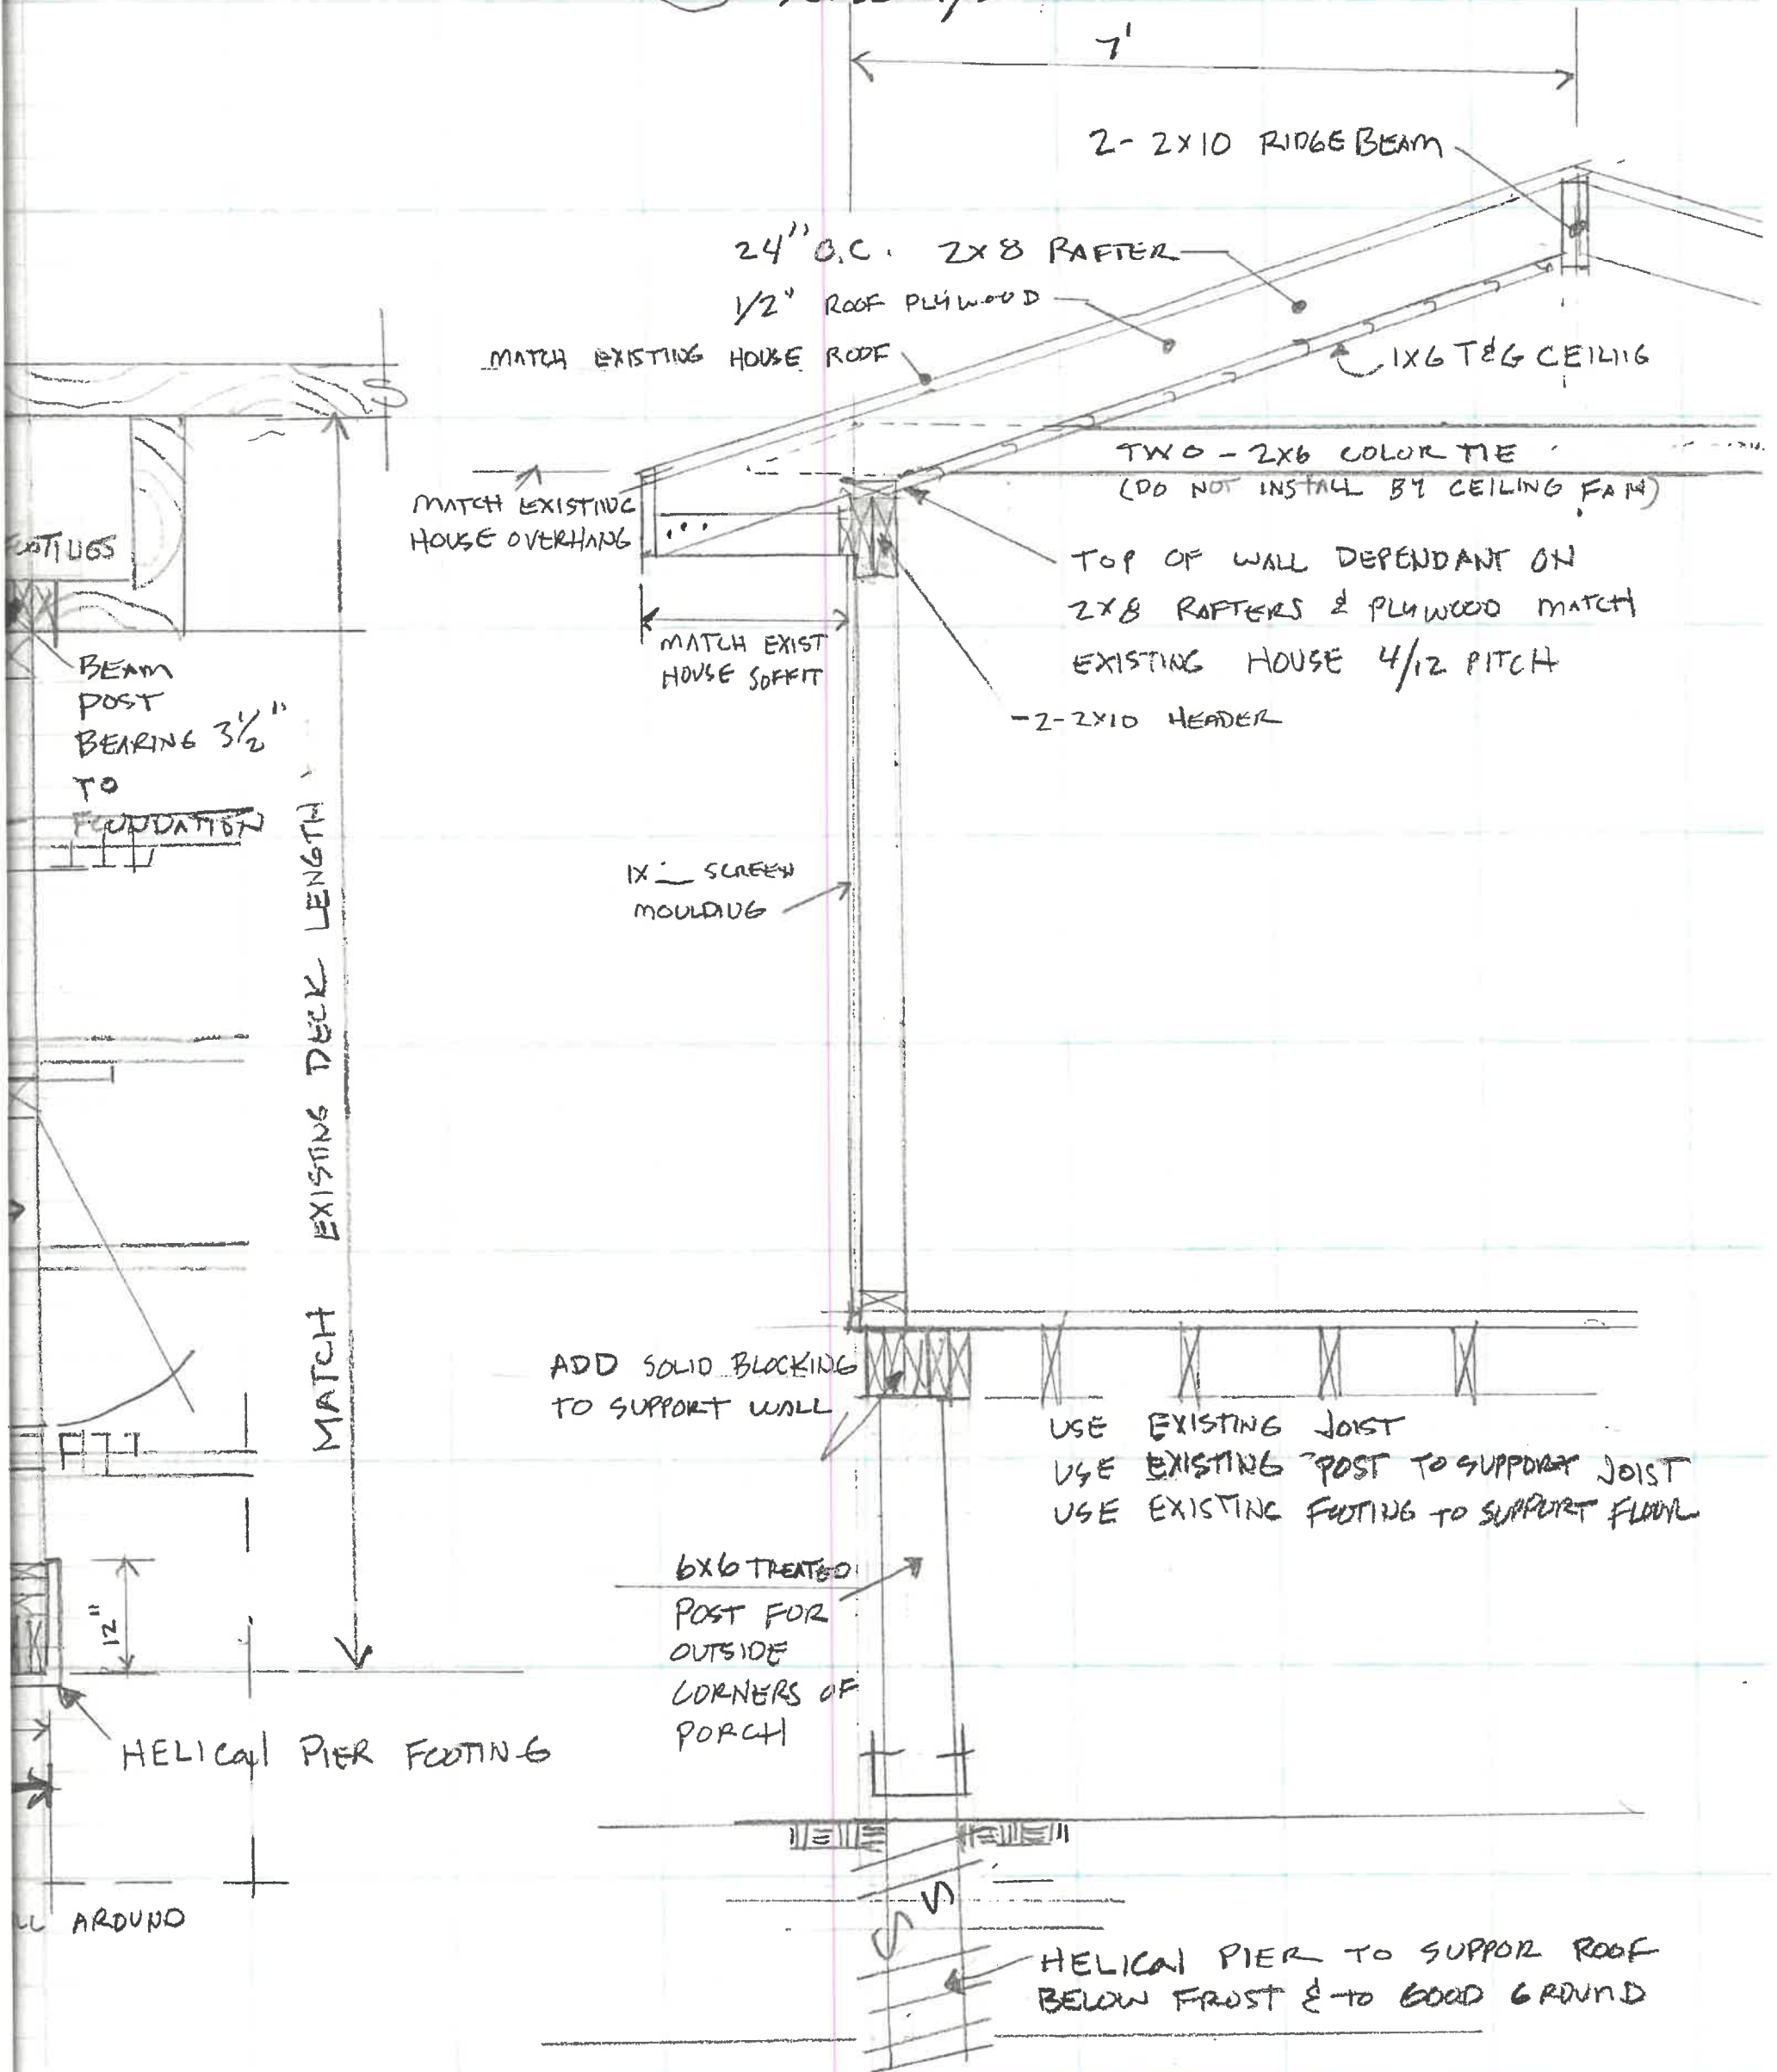 7'
2- 2X10 RIDGE BEAM
24" O.C. 2X8 RAFTER
1/2" ROOF PLYWOOD
MATCH EXISTING HOUSE ROOF
1X6 T&G CEILIIG
TWO - 2X6 COLOR TIE
(DO NOT INSTALL BY CEILING FAN)
MATCH EXISTING
HOUSE OVERHANG
TOP OF WALL DEPENDANT ON
2X8 RAFTERS & PLYWOOD MATCH
EXISTING HOUSE 4/12 PITCH
MATCH EXIST
HOUSE SOFFIT
-2-2X10 HEADER
BEAM
POST
BEARING 3½"
TO
FOUNDATION
MATCH EXISTING DECK LENGTH
1X SCREEN
MOULDING
ADD SOLID BLOCKING
TO SUPPORT WALL
USE EXISTING JOIST
USE EXISTING POST TO SUPPORT JOIST
USE EXISTING FOOTING TO SUPPORT FLOOR
6X6 TREATED
POST FOR
OUTSIDE
CORNERS OF
PORCH
12"
HELICAL PIER FOOTING
AROUND
HELICAL PIER TO SUPPOR ROOF
BELOW FROST & TO GOOD GROUND